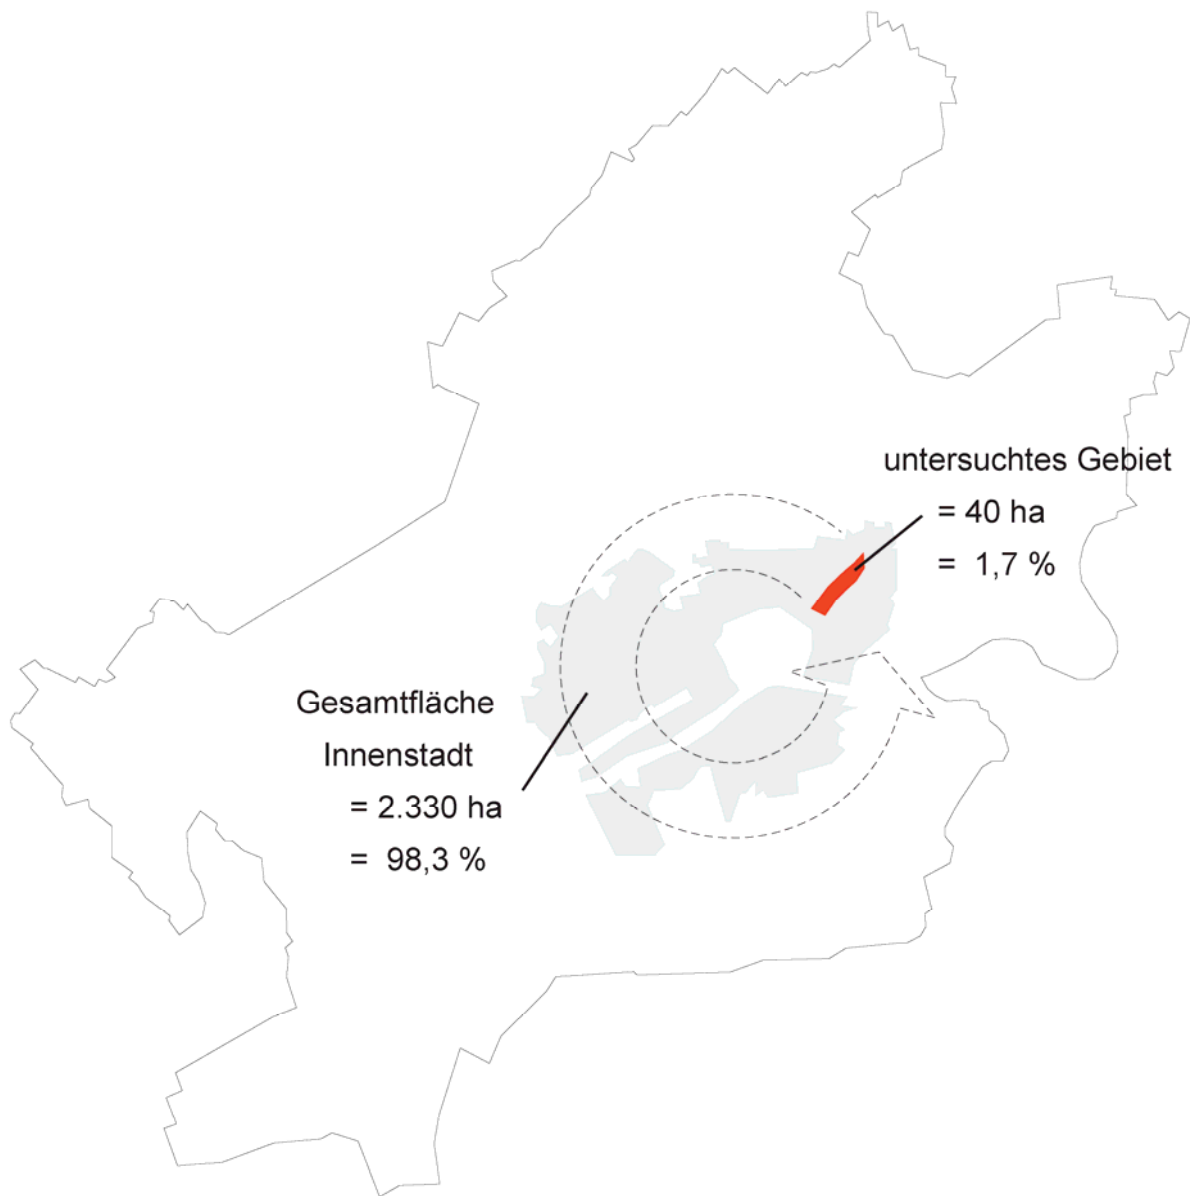 untersuchtes Gebiet
= 40 ha
= 1,7 %
Gesamtfläche
Innenstadt
= 2.330 ha
= 98,3 %